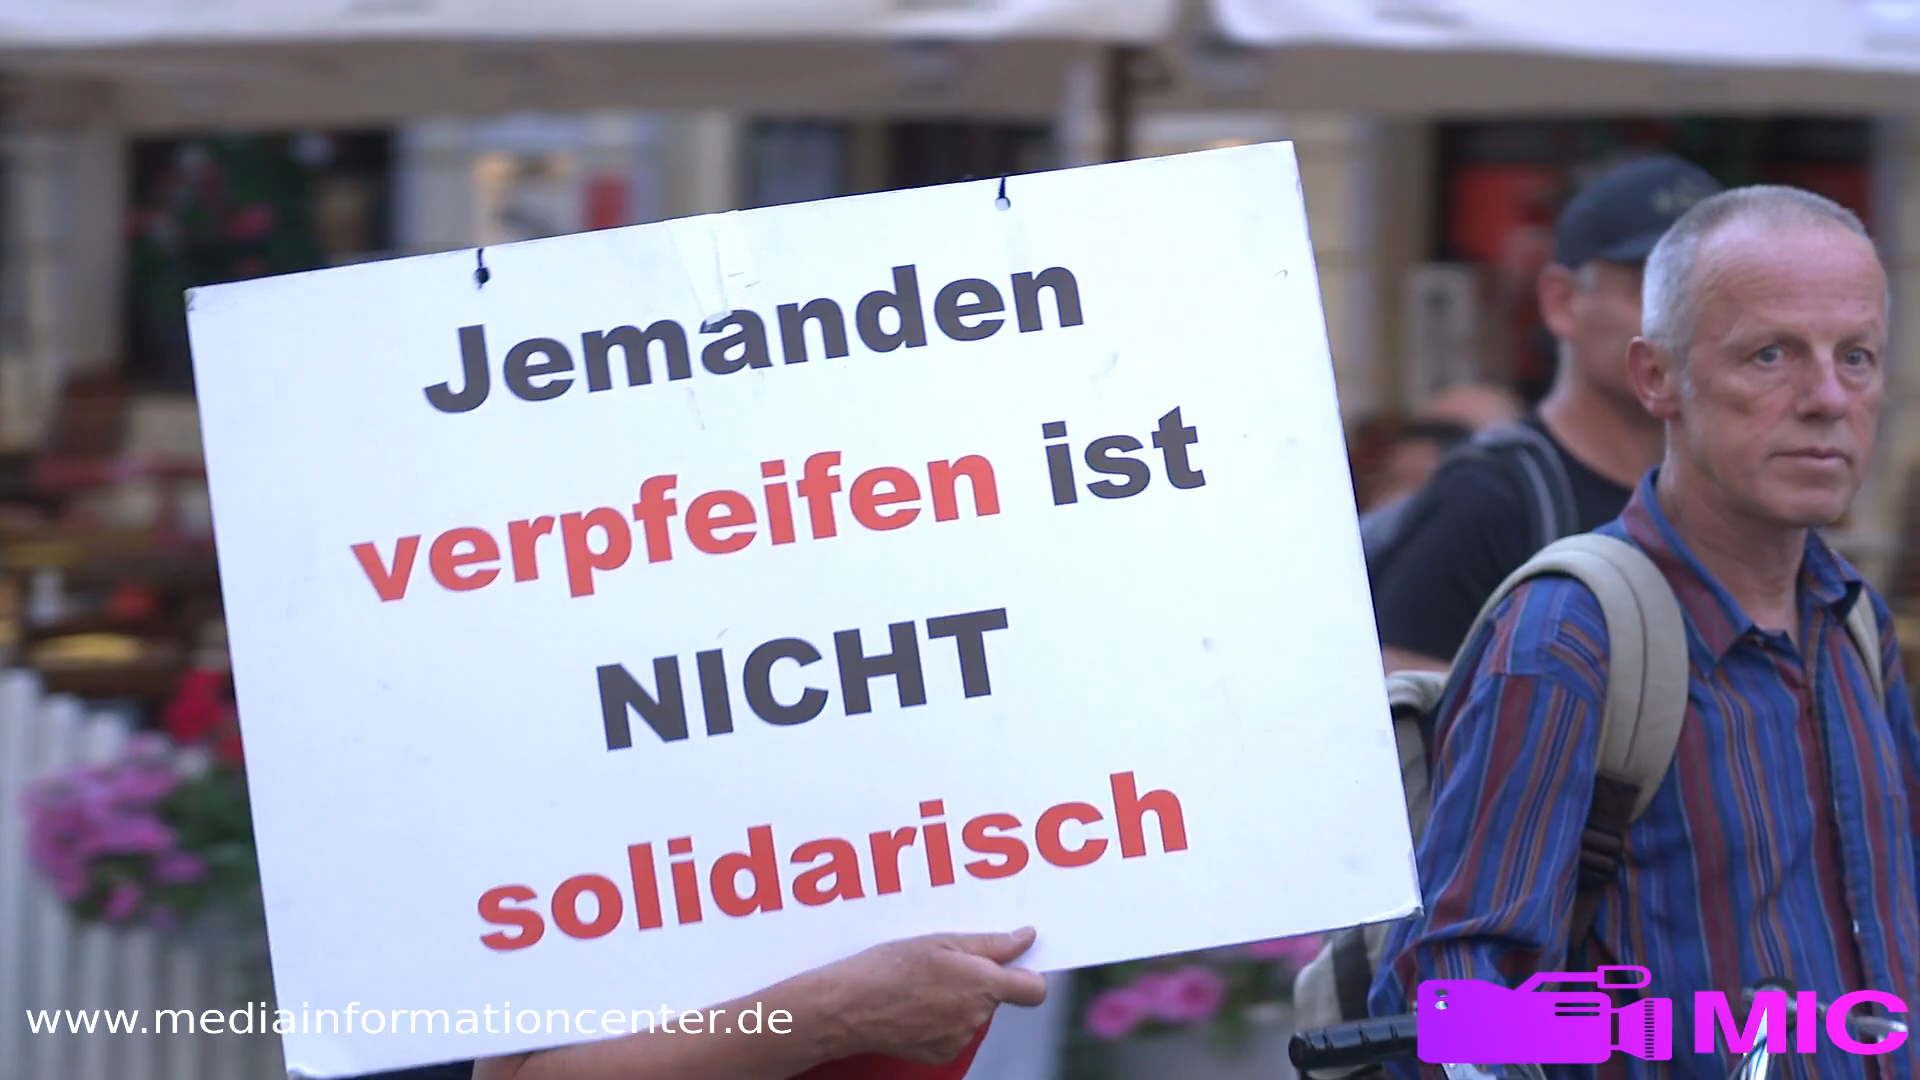 Jemanden
verpfeifen ist
NICHT
solidarisch
www.mediainformationcenter.de
MIC